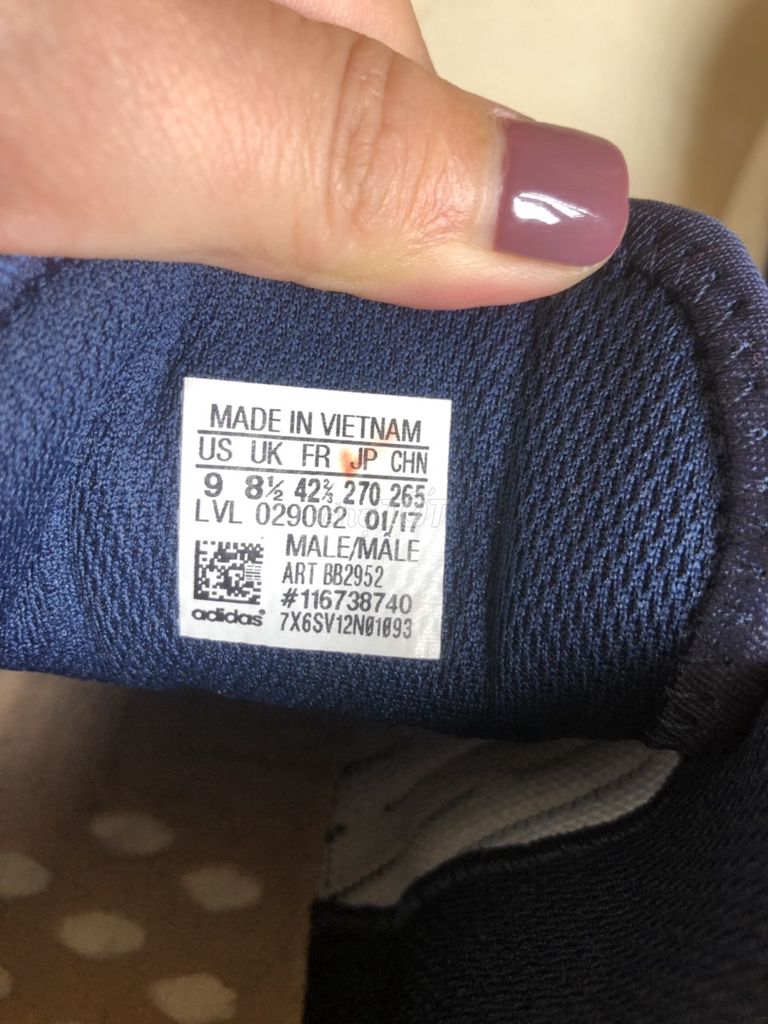 MADE IN VIETNAM
US UK FR JP CHN
9 8½ 42⅔ 270 265
LVL 029002 01/17
MALE/MÂLE
ART BB2952
#116738740
adidas 7X6SV12N01093